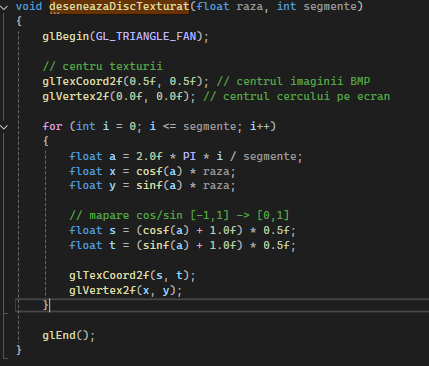 void deseneazaDiscTexturat(float raza, int segmente)
{
    glBegin(GL_TRIANGLE_FAN);
    // centru texturii
    glTexCoord2f(0.5f, 0.5f); // centrul imaginii BMP
    glVertex2f(0.0f, 0.0f); // centrul cercului pe ecran
    for (int i = 0; i <= segmente; i++)
    {
        float a = 2.0f * PI * i / segmente;
        float x = cosf(a) * raza;
        float y = sinf(a) * raza;
        // mapare cos/sin [-1,1] -> [0,1]
        float s = (cosf(a) + 1.0f) * 0.5f;
        float t = (sinf(a) + 1.0f) * 0.5f;
        glTexCoord2f(s, t);
        glVertex2f(x, y);
    }
    glEnd();
}